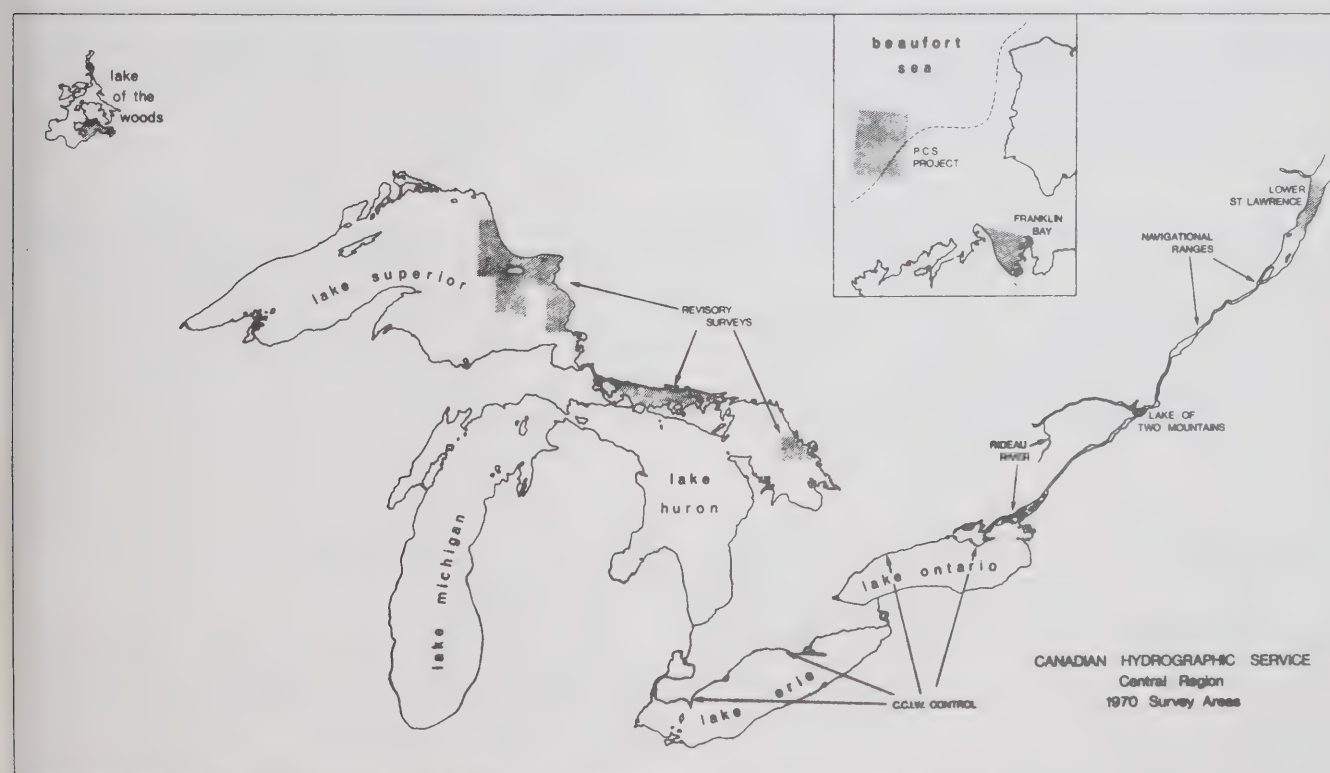 lake
of the
woods
beaufort
sea
P.C.S
PROJECT
FRANKLIN
BAY
LOWER
ST LAWRENCE
NAVIGATIONAL
RANGES
lake superior
REVISORY
SURVEYS
LAKE OF
TWO MOUNTAINS
RIDEAU
RIVER
lake
huron
lake michigan
lake ontario
lake erie
C.C.I.W. CONTROL
CANADIAN HYDROGRAPHIC SERVICE
Central Region
1970 Survey Areas